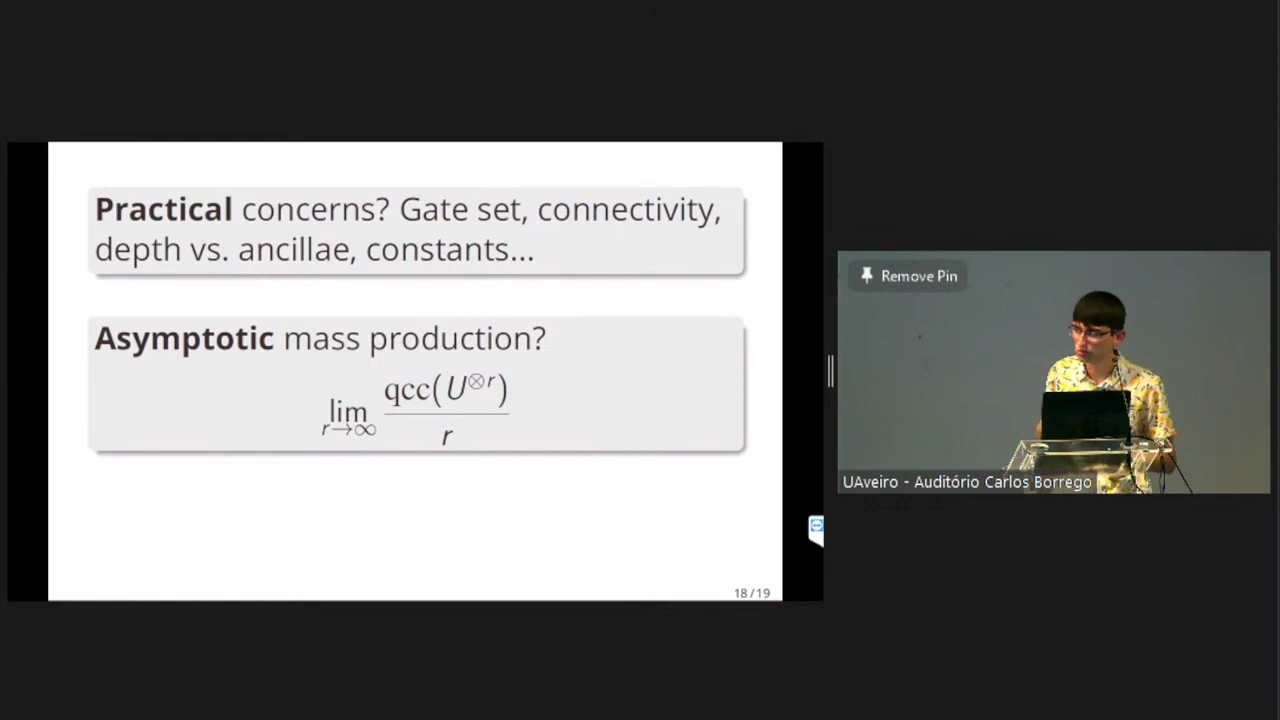 Practical concerns? Gate set, connectivity,
depth vs. ancillae, constants...
Asymptotic mass production?
lim r→∞ qcc(U⊗r) / r
18 / 19
Remove Pin
UAveiro - Auditório Carlos Borrego